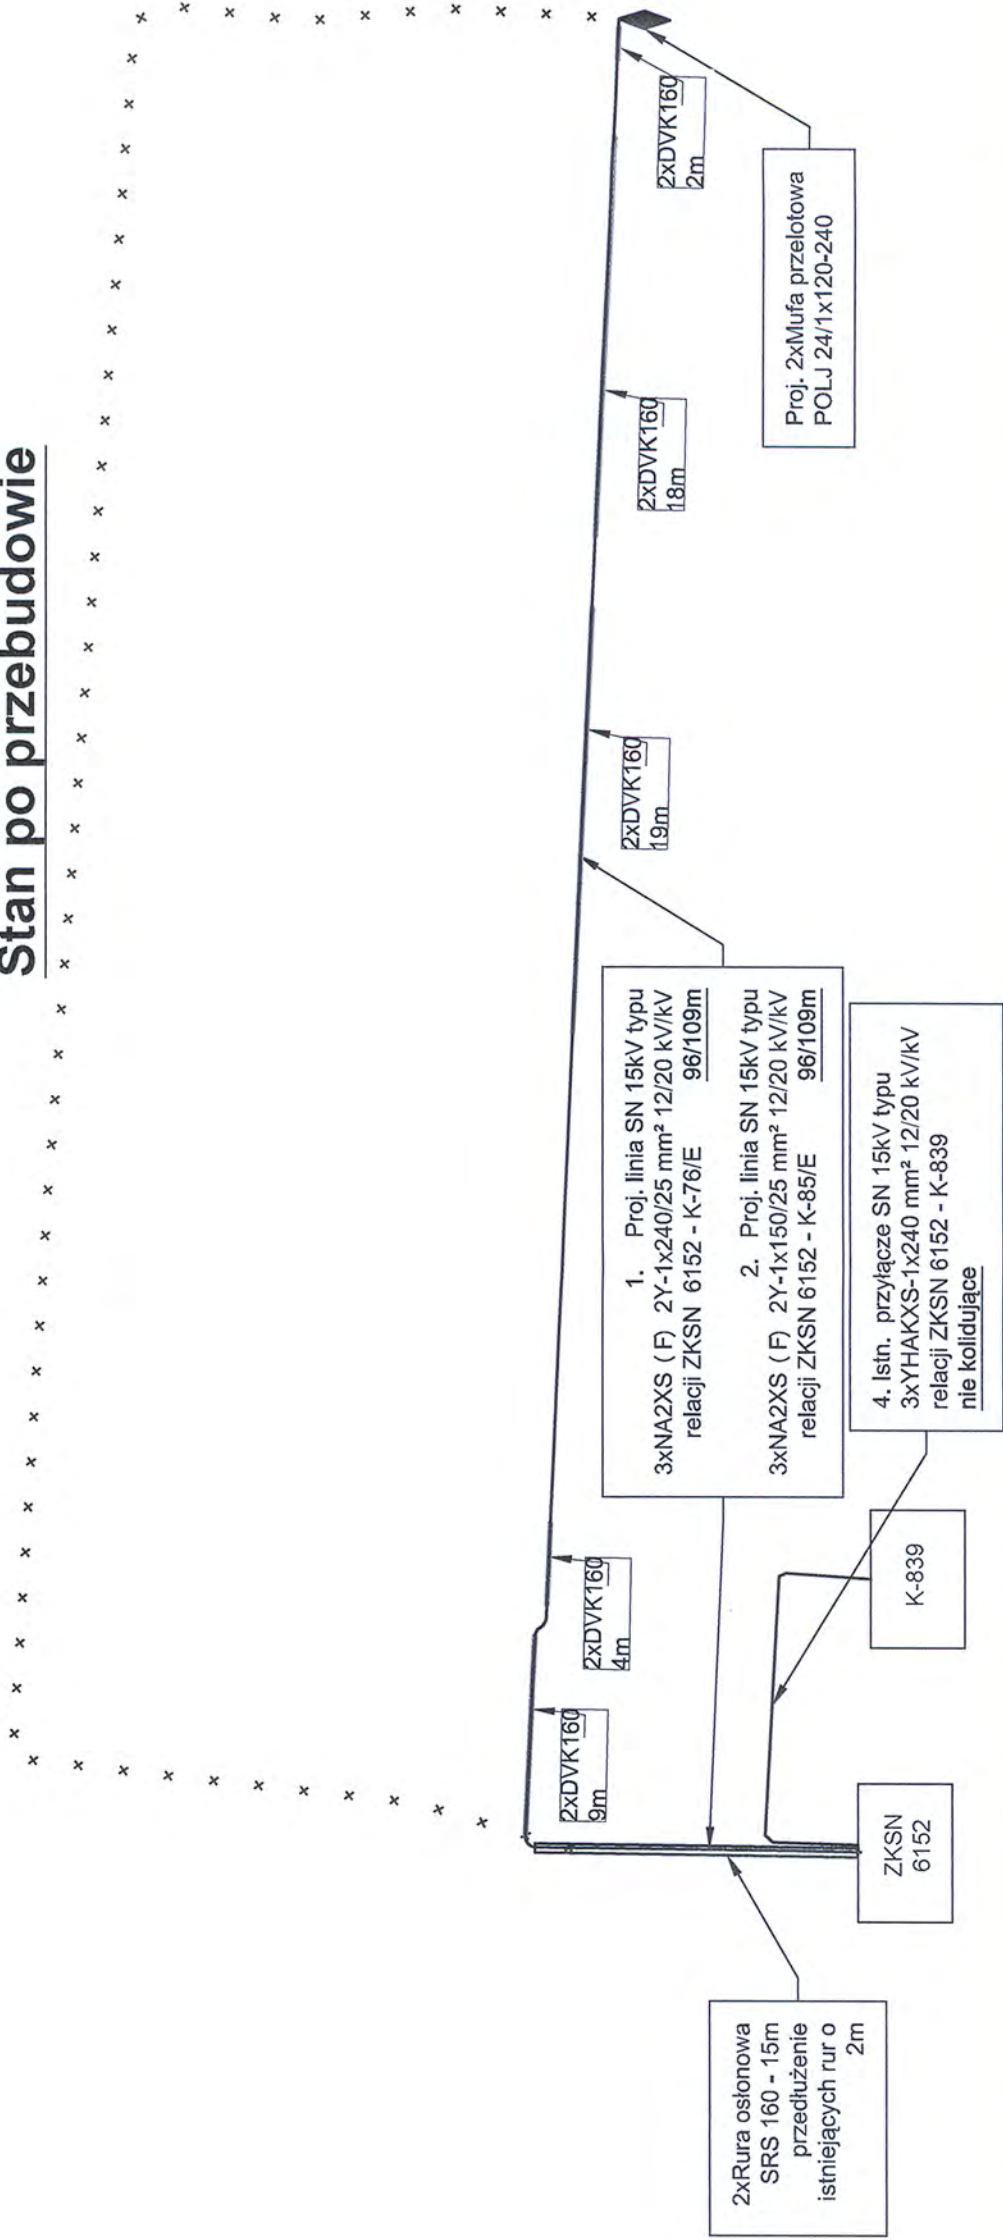 Stan po przebudowie
2xRura osłonowa
SRS 160 - 15m
przedłużenie
istniejących rur o
2m
2xDVK160
9m
2xDVK160
4m
2xDVK160
19m
2xDVK160
18m
2xDVK160
2m
1. Proj. linia SN 15kV typu
3xNA2XS ( F) 2Y-1x240/25 mm² 12/20 kV/kV
relacji ZKSN 6152 - K-76/E 96/109m
2. Proj. linia SN 15kV typu
3xNA2XS ( F) 2Y-1x150/25 mm² 12/20 kV/kV
relacji ZKSN 6152 - K-85/E 96/109m
Proj. 2xMufa przelotowa
POLJ 24/1x120-240
ZKSN
6152
K-839
4. Istn. przyłącze SN 15kV typu
3xYHAKXS-1x240 mm² 12/20 kV/kV
relacji ZKSN 6152 - K-839
nie kolidujące